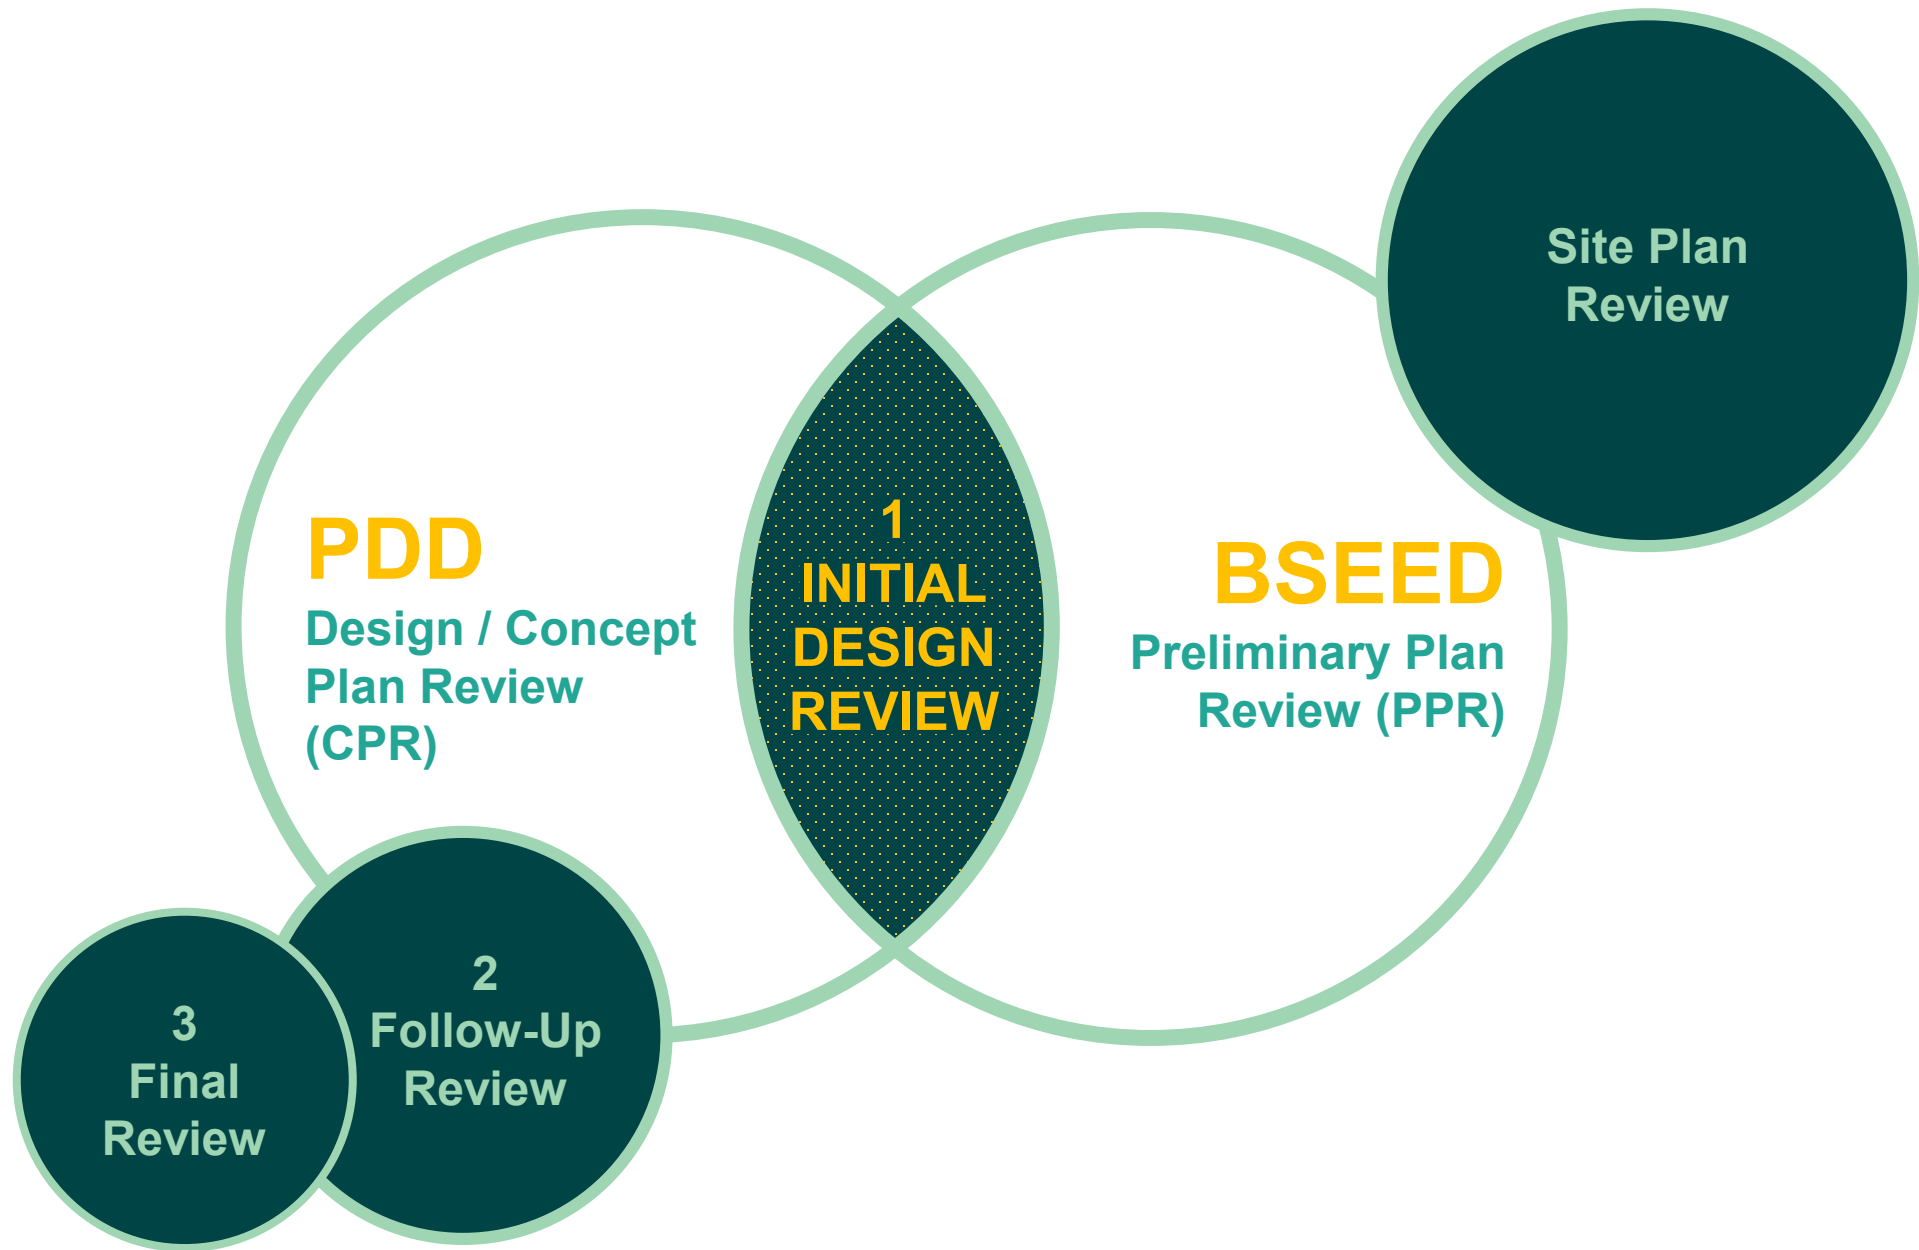 PDD
Design / Concept
Plan Review
(CPR)
1
INITIAL
DESIGN
REVIEW
BSEED
Preliminary Plan
Review (PPR)
Site Plan
Review
2
Follow-Up
Review
3
Final
Review